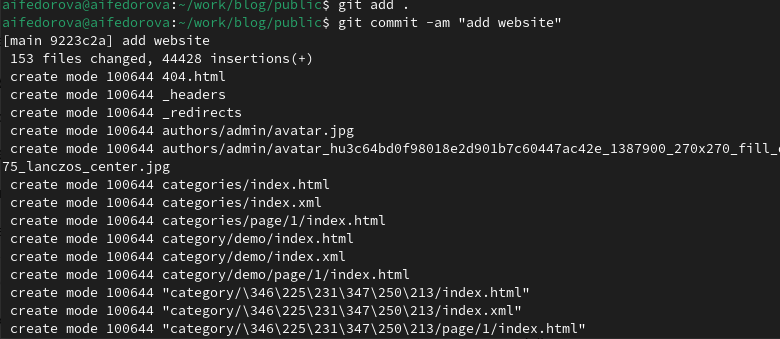 aifedorova@aifedorova:~/work/blog/public$ git add .
aifedorova@aifedorova:~/work/blog/public$ git commit -am "add website"
[main 9223c2a] add website
 153 files changed, 44428 insertions(+)
 create mode 100644 404.html
 create mode 100644 _headers
 create mode 100644 _redirects
 create mode 100644 authors/admin/avatar.jpg
 create mode 100644 authors/admin/avatar_hu3c64bd0f98018e2d901b7c60447ac42e_1387900_270x270_fill_
75_lanczos_center.jpg
 create mode 100644 categories/index.html
 create mode 100644 categories/index.xml
 create mode 100644 categories/page/1/index.html
 create mode 100644 category/demo/index.html
 create mode 100644 category/demo/index.xml
 create mode 100644 category/demo/page/1/index.html
 create mode 100644 "category/\346\225\231\347\250\213/index.html"
 create mode 100644 "category/\346\225\231\347\250\213/index.xml"
 create mode 100644 "category/\346\225\231\347\250\213/page/1/index.html"